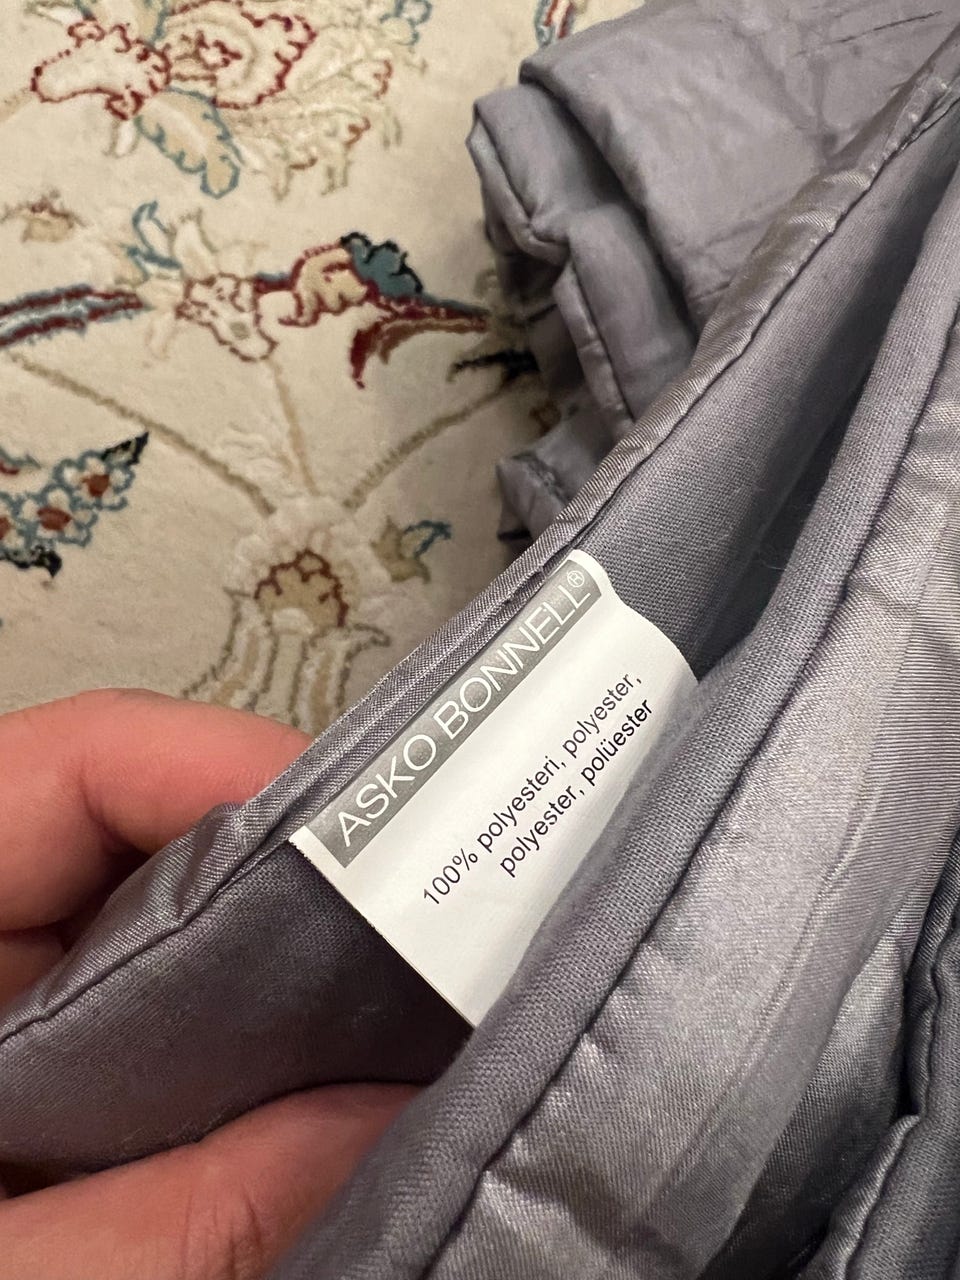 ASKO BONNELL®
100% polyesteri, polyester,
polyester, polüester